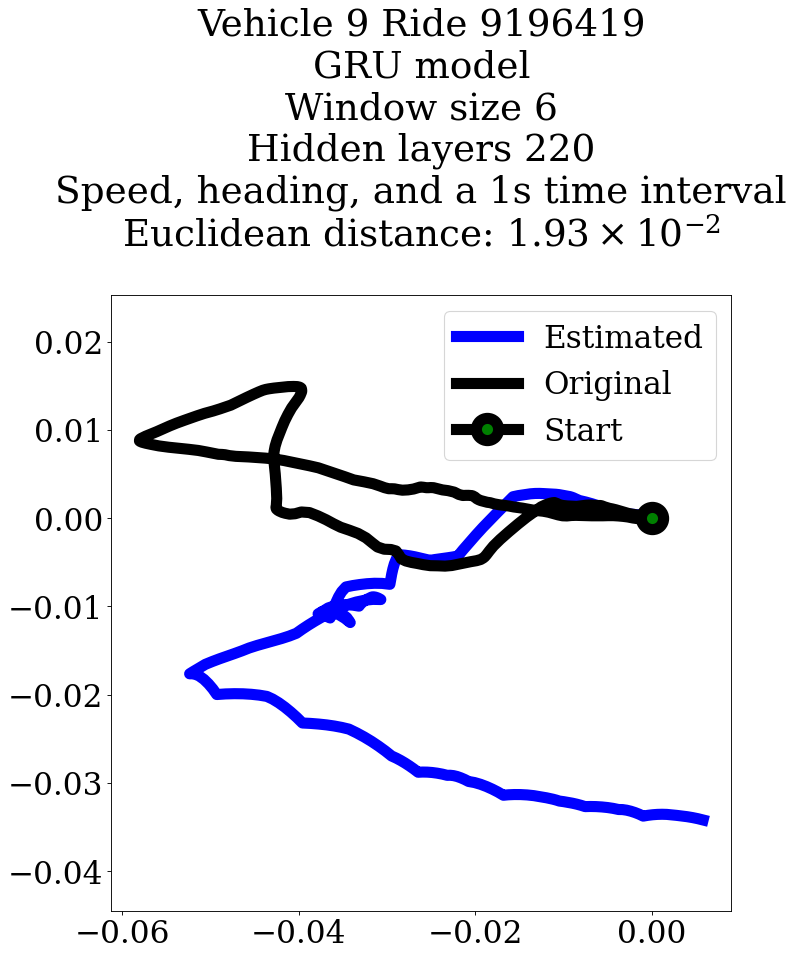 Vehicle 9 Ride 9196419
GRU model
Window size 6
Hidden layers 220
Speed, heading, and a 1s time interval
Euclidean distance: 1.93 × 10⁻²
Estimated
Original
Start
0.02
0.01
0.00
−0.01
−0.02
−0.03
−0.04
−0.06
−0.04
−0.02
0.00